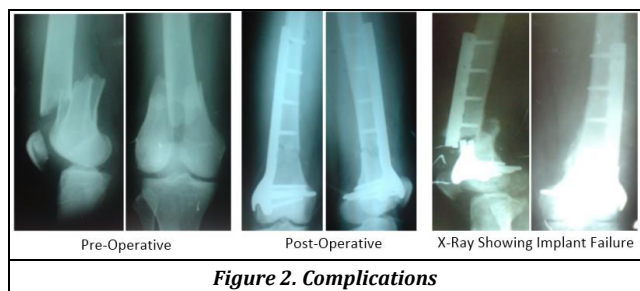 Pre-Operative
Post-Operative
X-Ray Showing Implant Failure
Figure 2. Complications